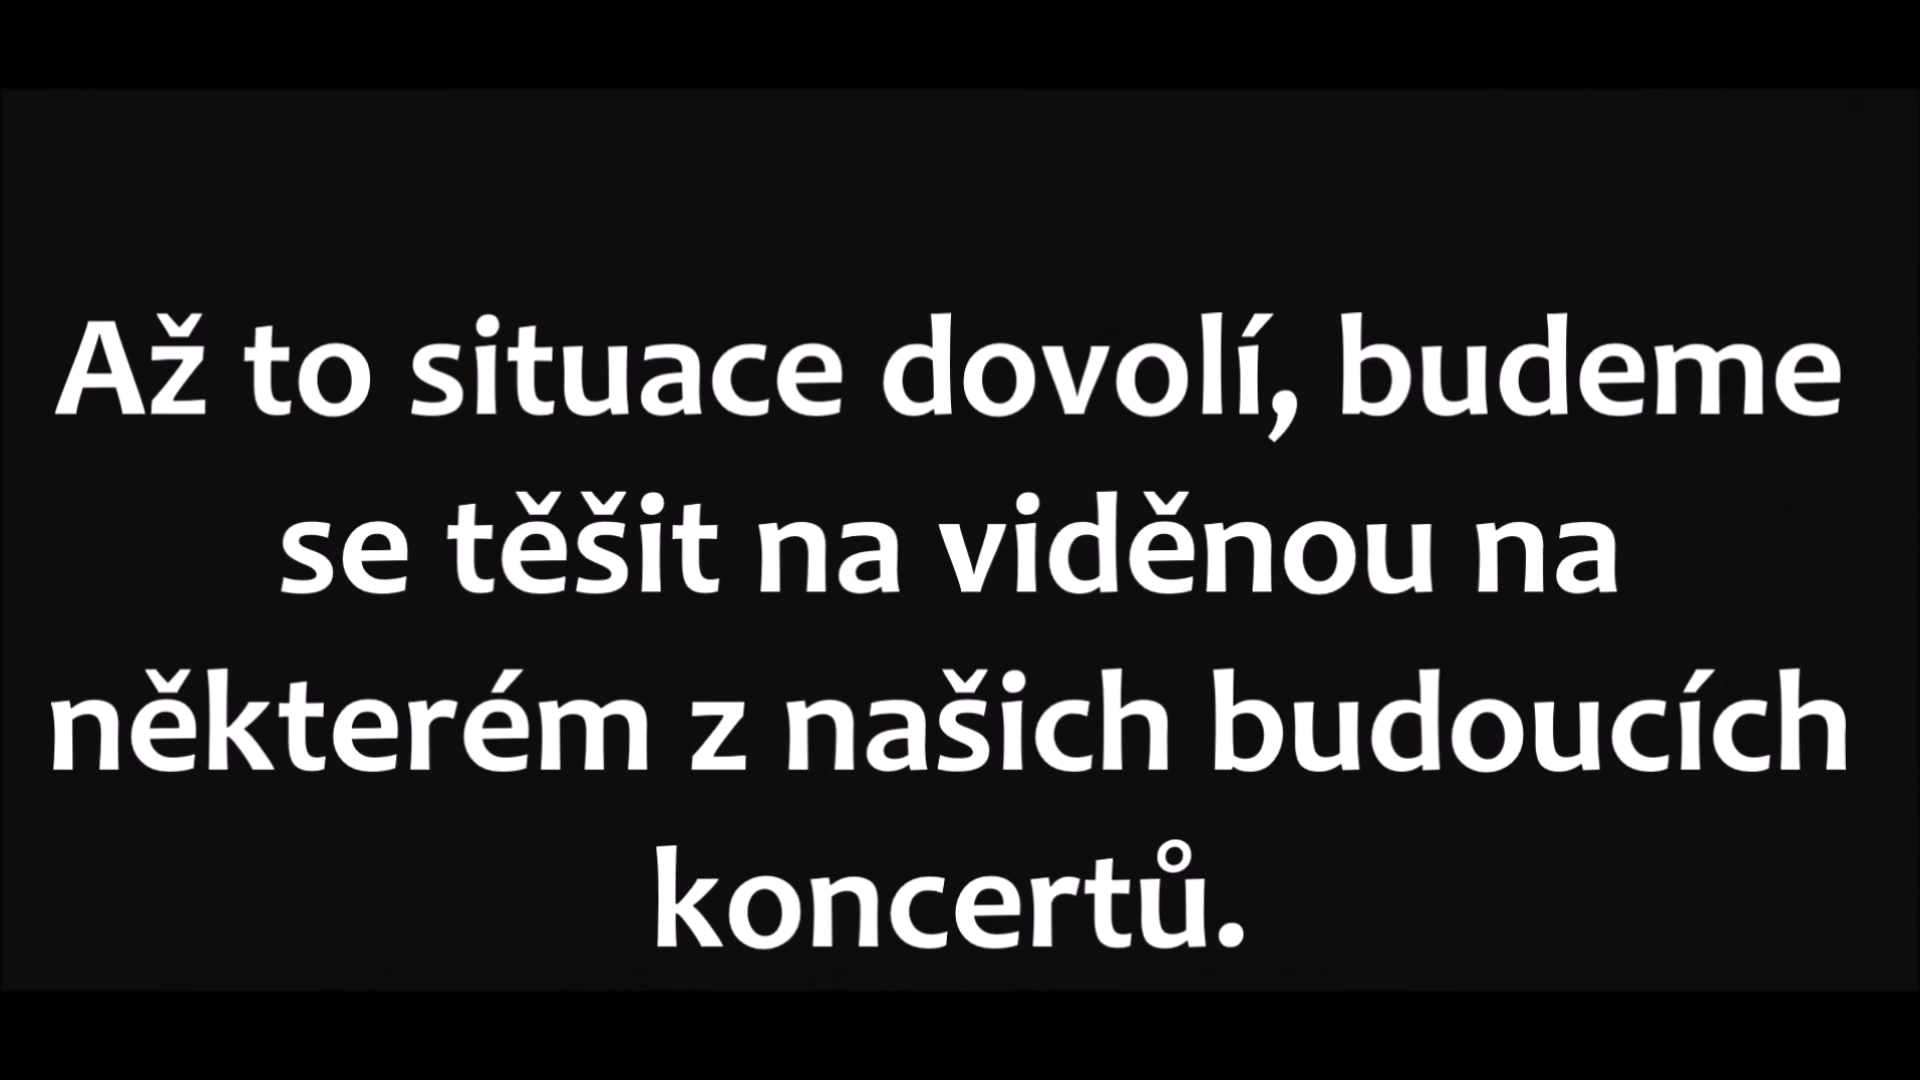 Až to situace dovolí, budeme
se těšit na viděnou na
některém z našich budoucích
koncertů.